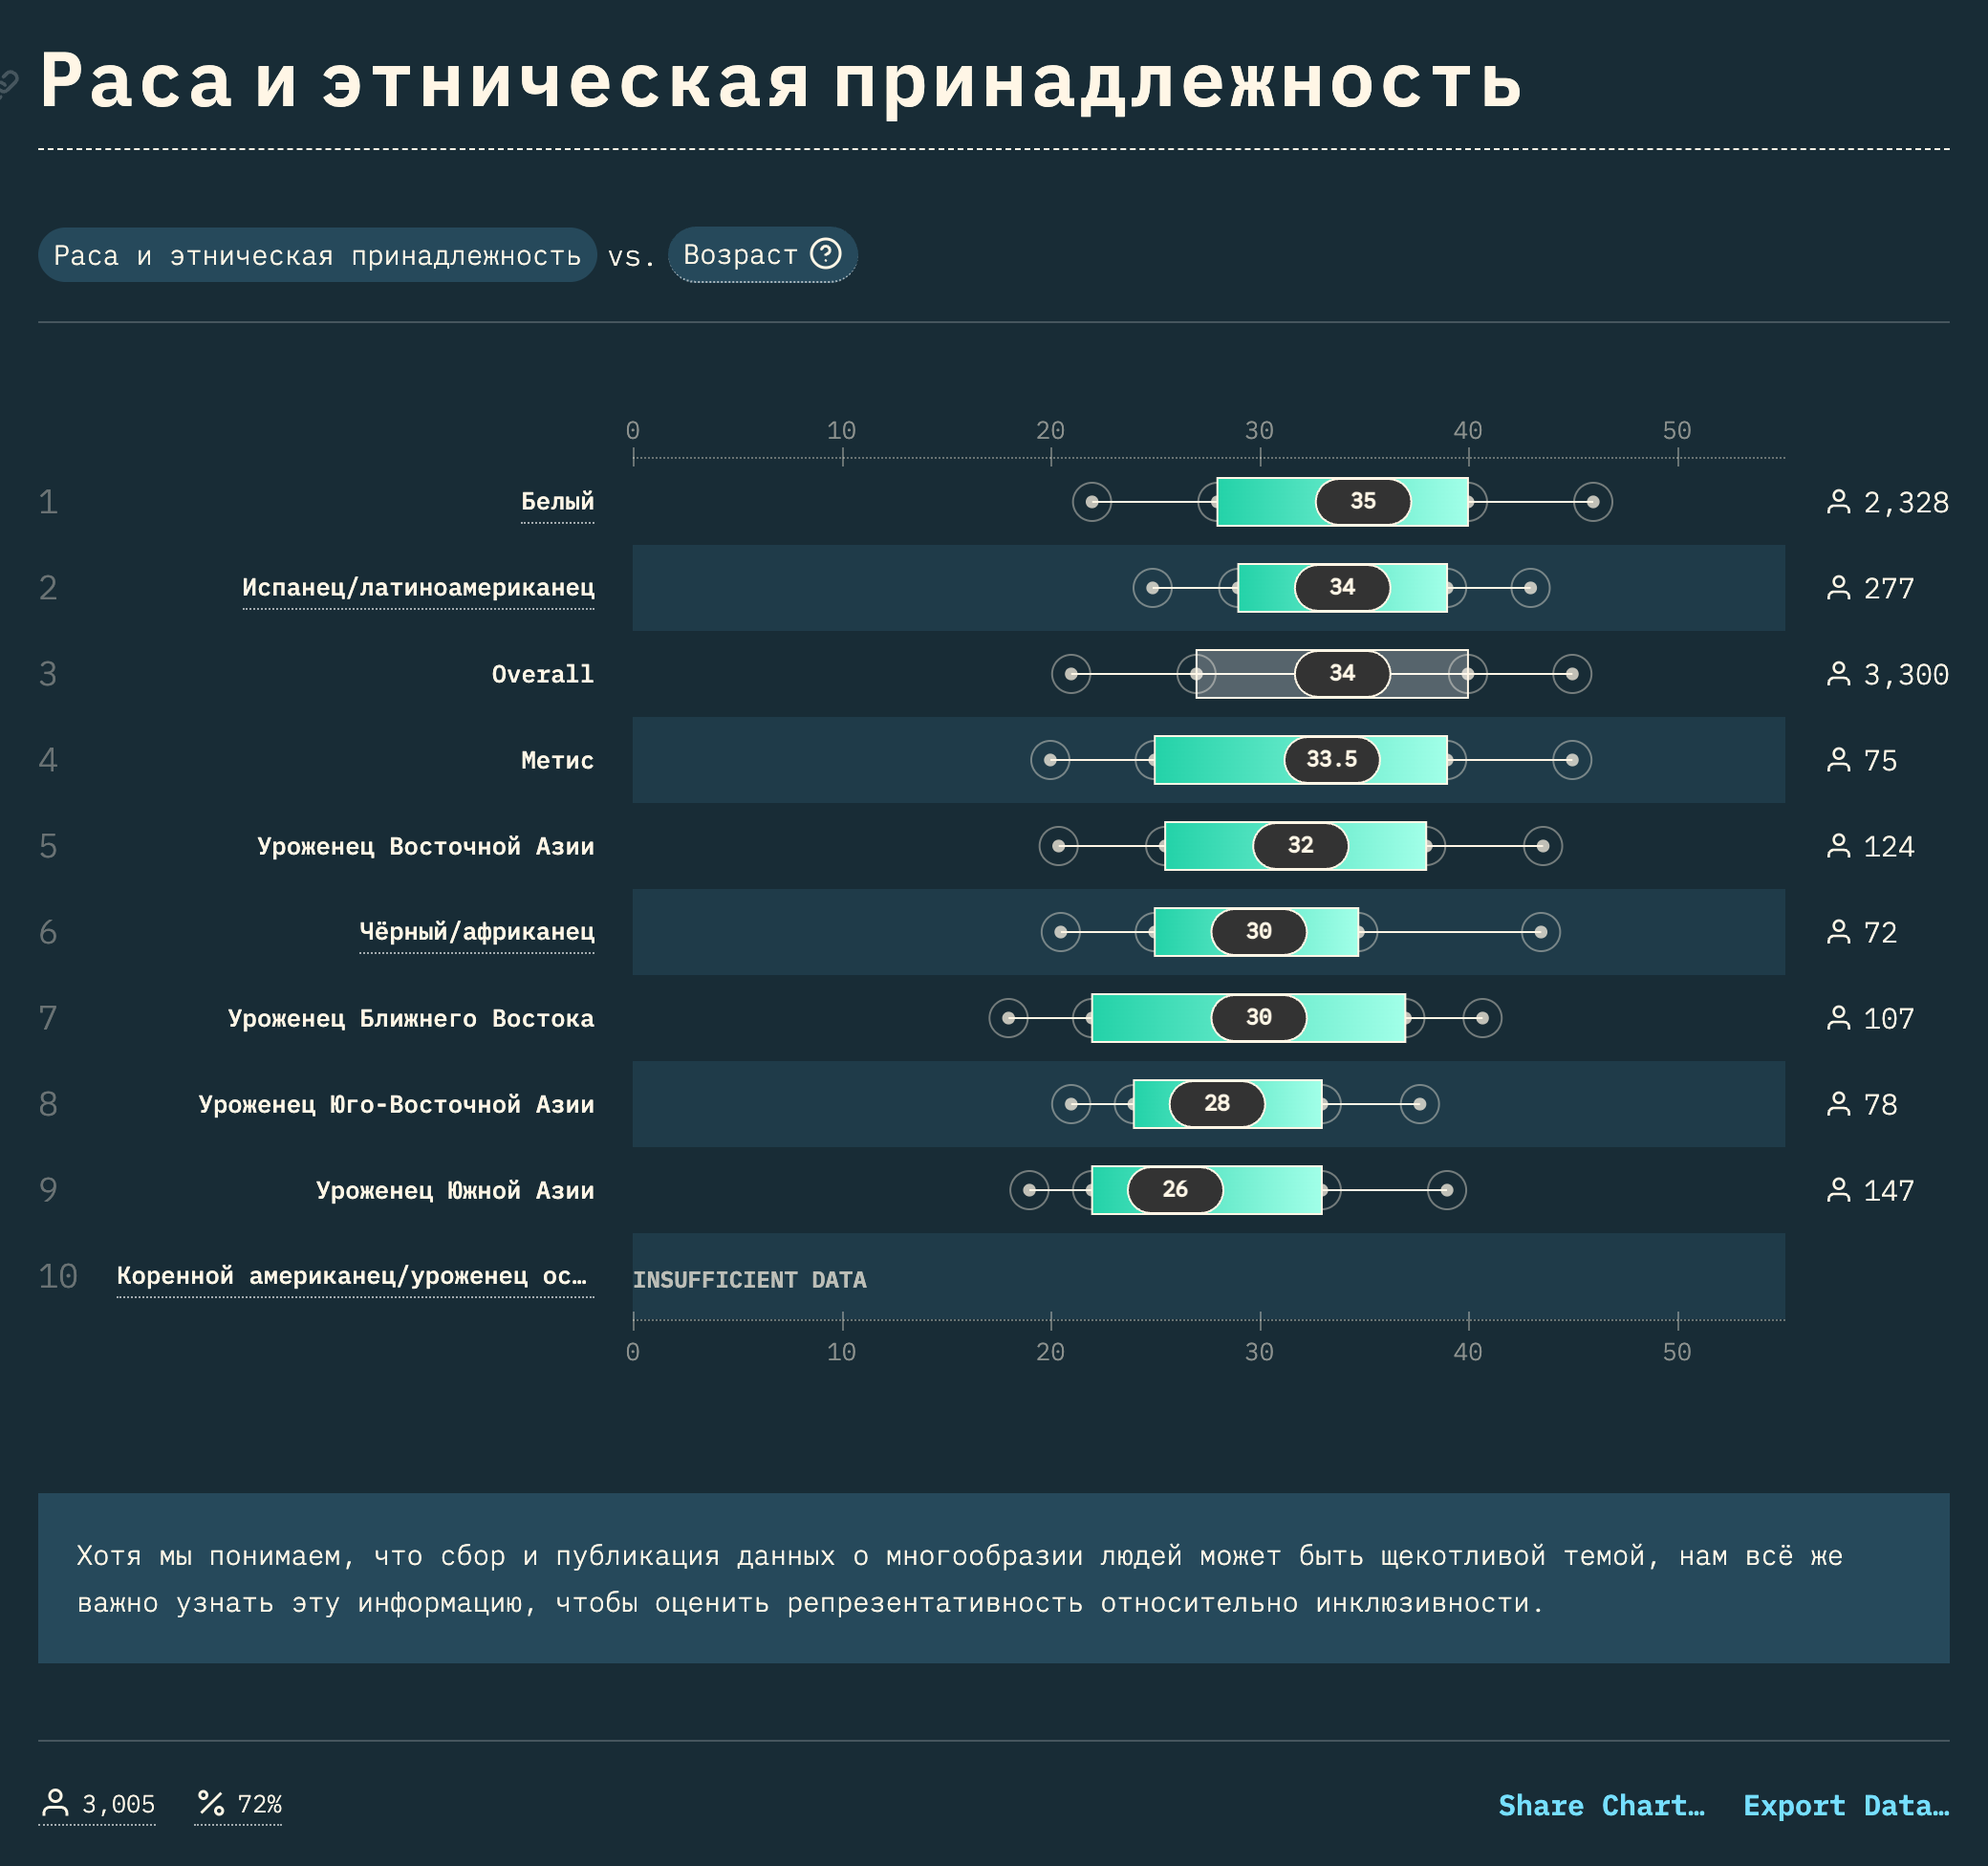 Раса и этническая принадлежность
Раса и этническая принадлежность vs. Возраст
0 10 20 30 40 50
1 Белый 35 2,328
2 Испанец/латиноамериканец 34 277
3 Overall 34 3,300
4 Метис 33.5 75
5 Уроженец Восточной Азии 32 124
6 Чёрный/африканец 30 72
7 Уроженец Ближнего Востока 30 107
8 Уроженец Юго-Восточной Азии 28 78
9 Уроженец Южной Азии 26 147
10 Коренной американец/уроженец ос… INSUFFICIENT DATA
0 10 20 30 40 50
Хотя мы понимаем, что сбор и публикация данных о многообразии людей может быть щекотливой темой, нам всё же
важно узнать эту информацию, чтобы оценить репрезентативность относительно инклюзивности.
3,005 72% Share Chart… Export Data…